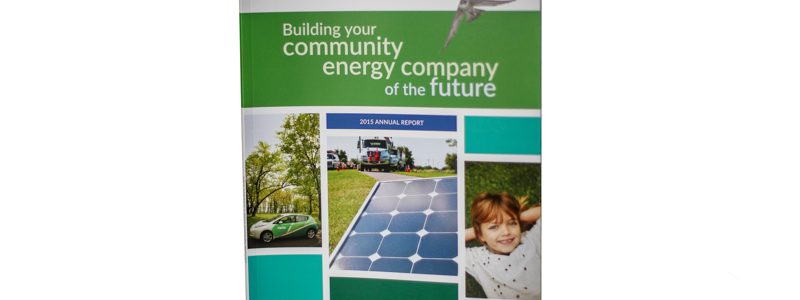 Building your
community
energy company
of the future
2015 ANNUAL REPORT